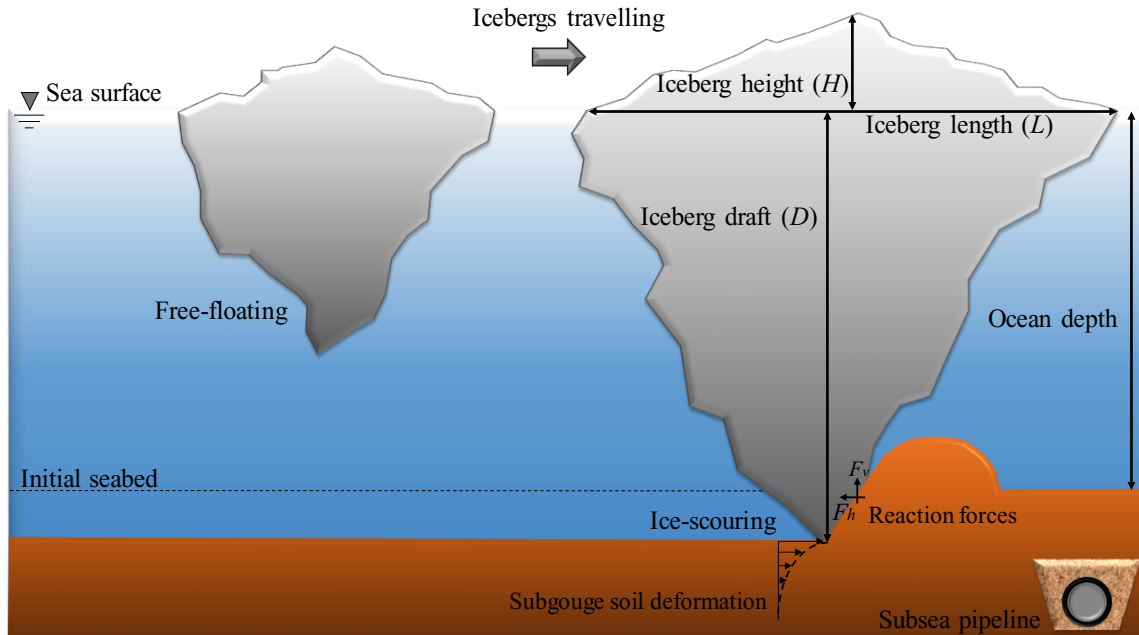 Icebergs travelling
Sea surface
Iceberg height (H)
Iceberg length (L)
Iceberg draft (D)
Free-floating
Ocean depth
Initial seabed
Fv
Fh
Ice-scouring
Reaction forces
Subgouge soil deformation
Subsea pipeline